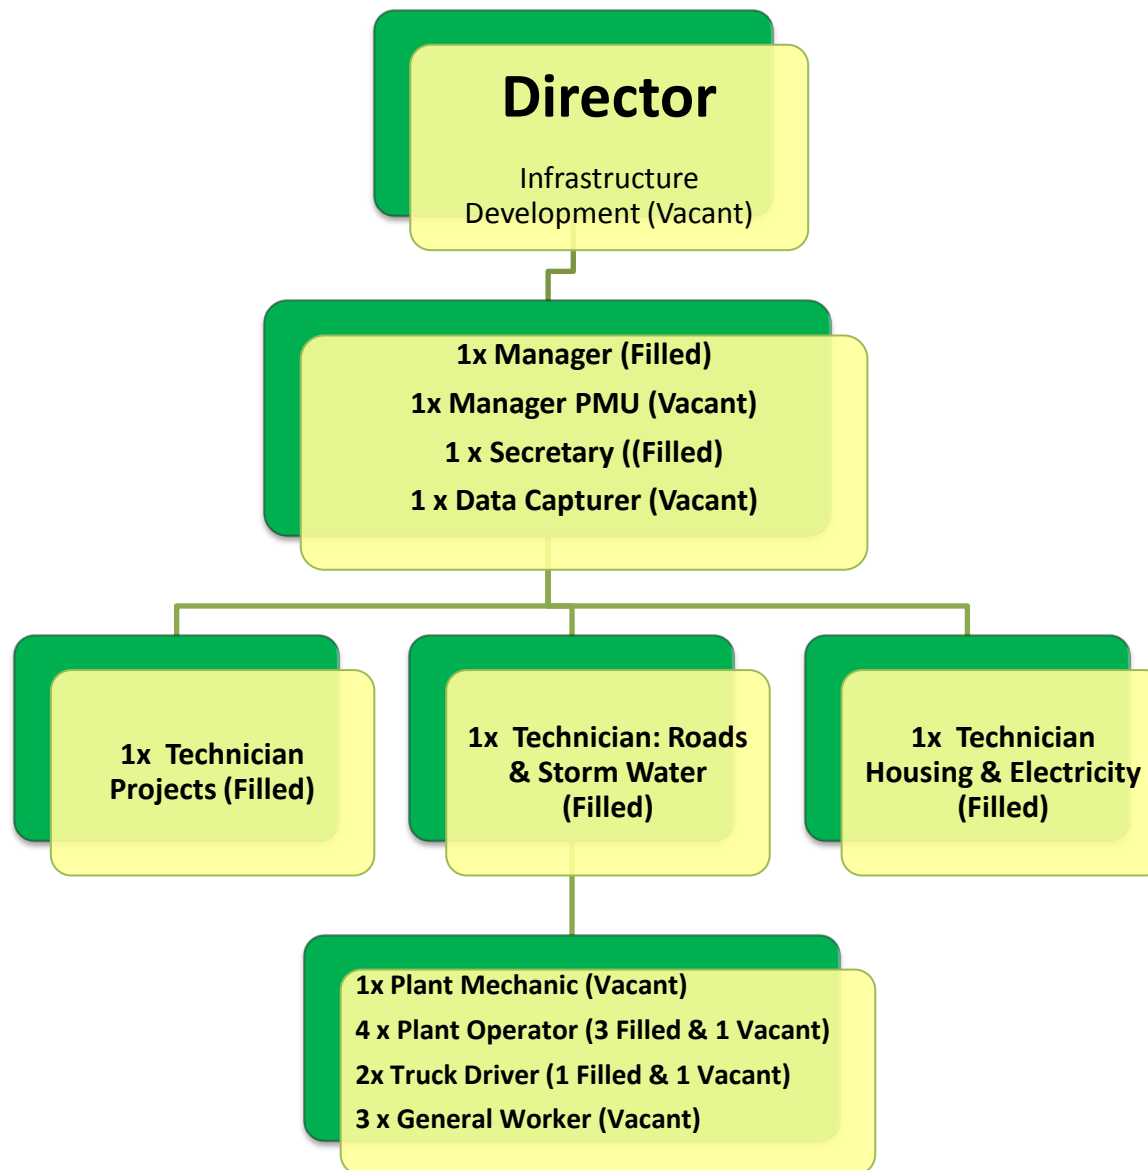 Director
Infrastructure
Development (Vacant)
1x Manager (Filled)
1x Manager PMU (Vacant)
1 x Secretary ((Filled)
1 x Data Capturer (Vacant)
1x Technician
Projects (Filled)
1x Technician: Roads
& Storm Water
(Filled)
1x Technician
Housing & Electricity
(Filled)
1x Plant Mechanic (Vacant)
4 x Plant Operator (3 Filled & 1 Vacant)
2x Truck Driver (1 Filled & 1 Vacant)
3 x General Worker (Vacant)